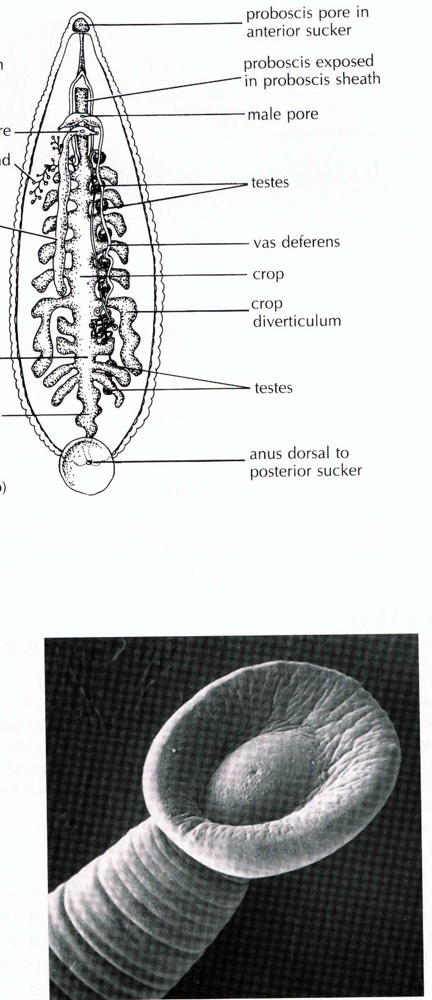 proboscis pore in
anterior sucker
proboscis exposed
in proboscis sheath
male pore
re
testes
vas deferens
crop
crop
diverticulum
testes
anus dorsal to
posterior sucker